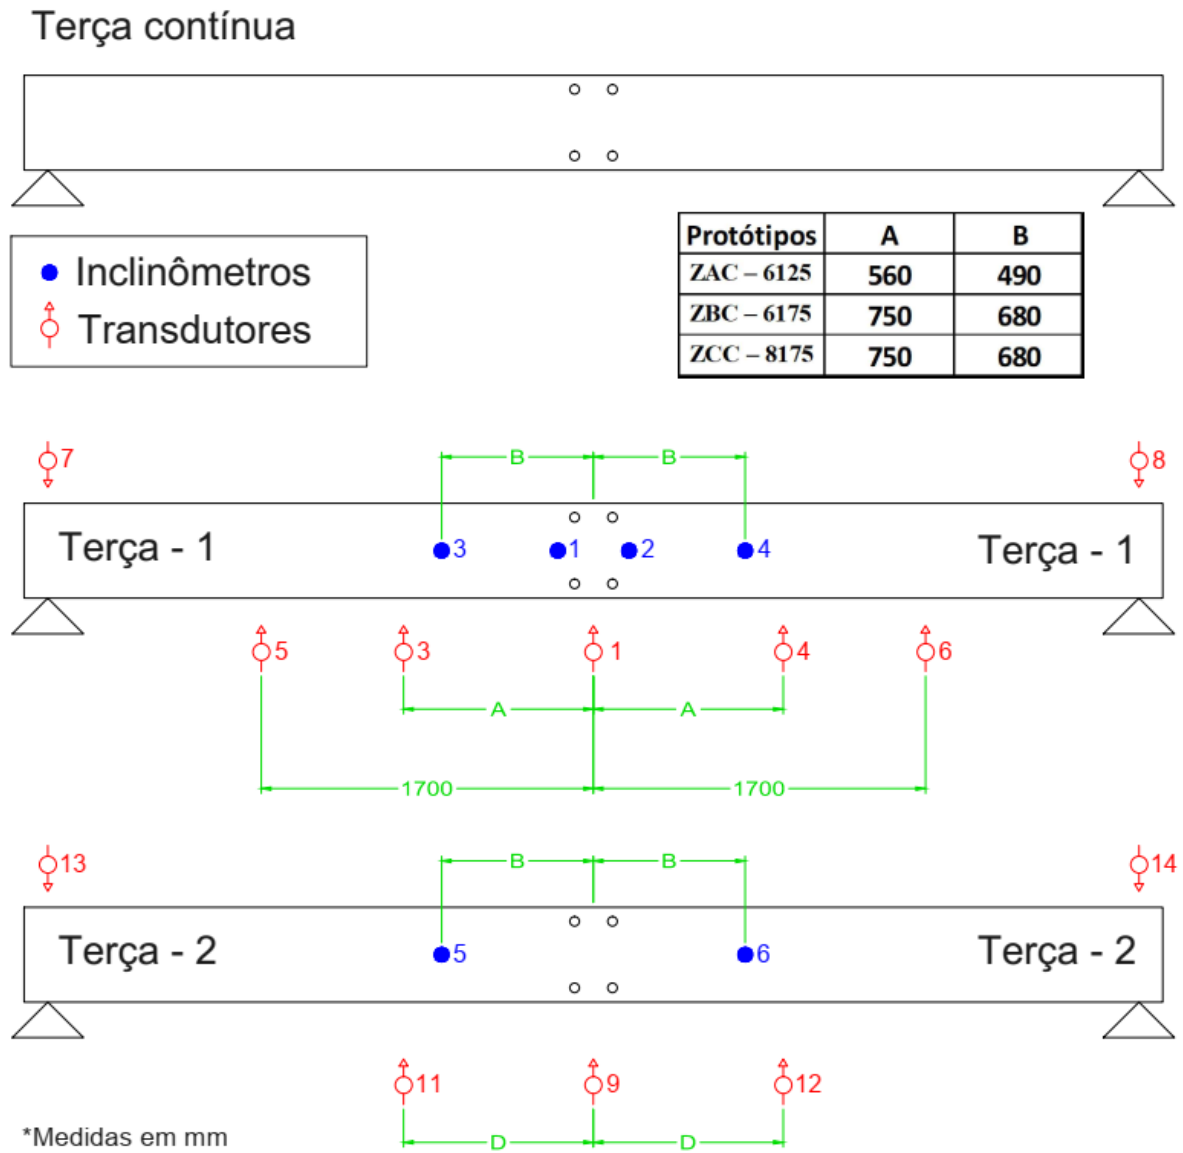 Terça contínua
Inclinômetros
Transdutores
Protótipos A B
ZAC – 6125 560 490
ZBC – 6175 750 680
ZCC – 8175 750 680
7 B B 8
Terça - 1 3 1 2 4 Terça - 1
5 3 1 4 6
A A
1700 1700
13 B B 14
Terça - 2 5 6 Terça - 2
11 9 12
*Medidas em mm D D